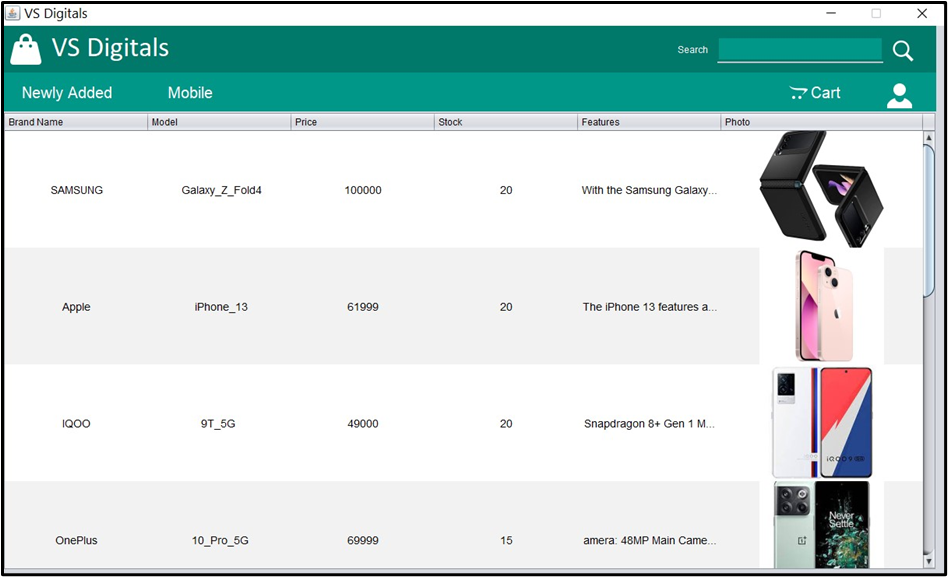 VS Digitals
VS Digitals
Search
Newly Added Mobile Cart
Brand Name Model Price Stock Features Photo
SAMSUNG Galaxy_Z_Fold4 100000 20 With the Samsung Galaxy...
Apple iPhone_13 61999 20 The iPhone 13 features a...
IQOO 9T_5G 49000 20 Snapdragon 8+ Gen 1 M...
OnePlus 10_Pro_5G 69999 15 amera: 48MP Main Came...
Never
Settle